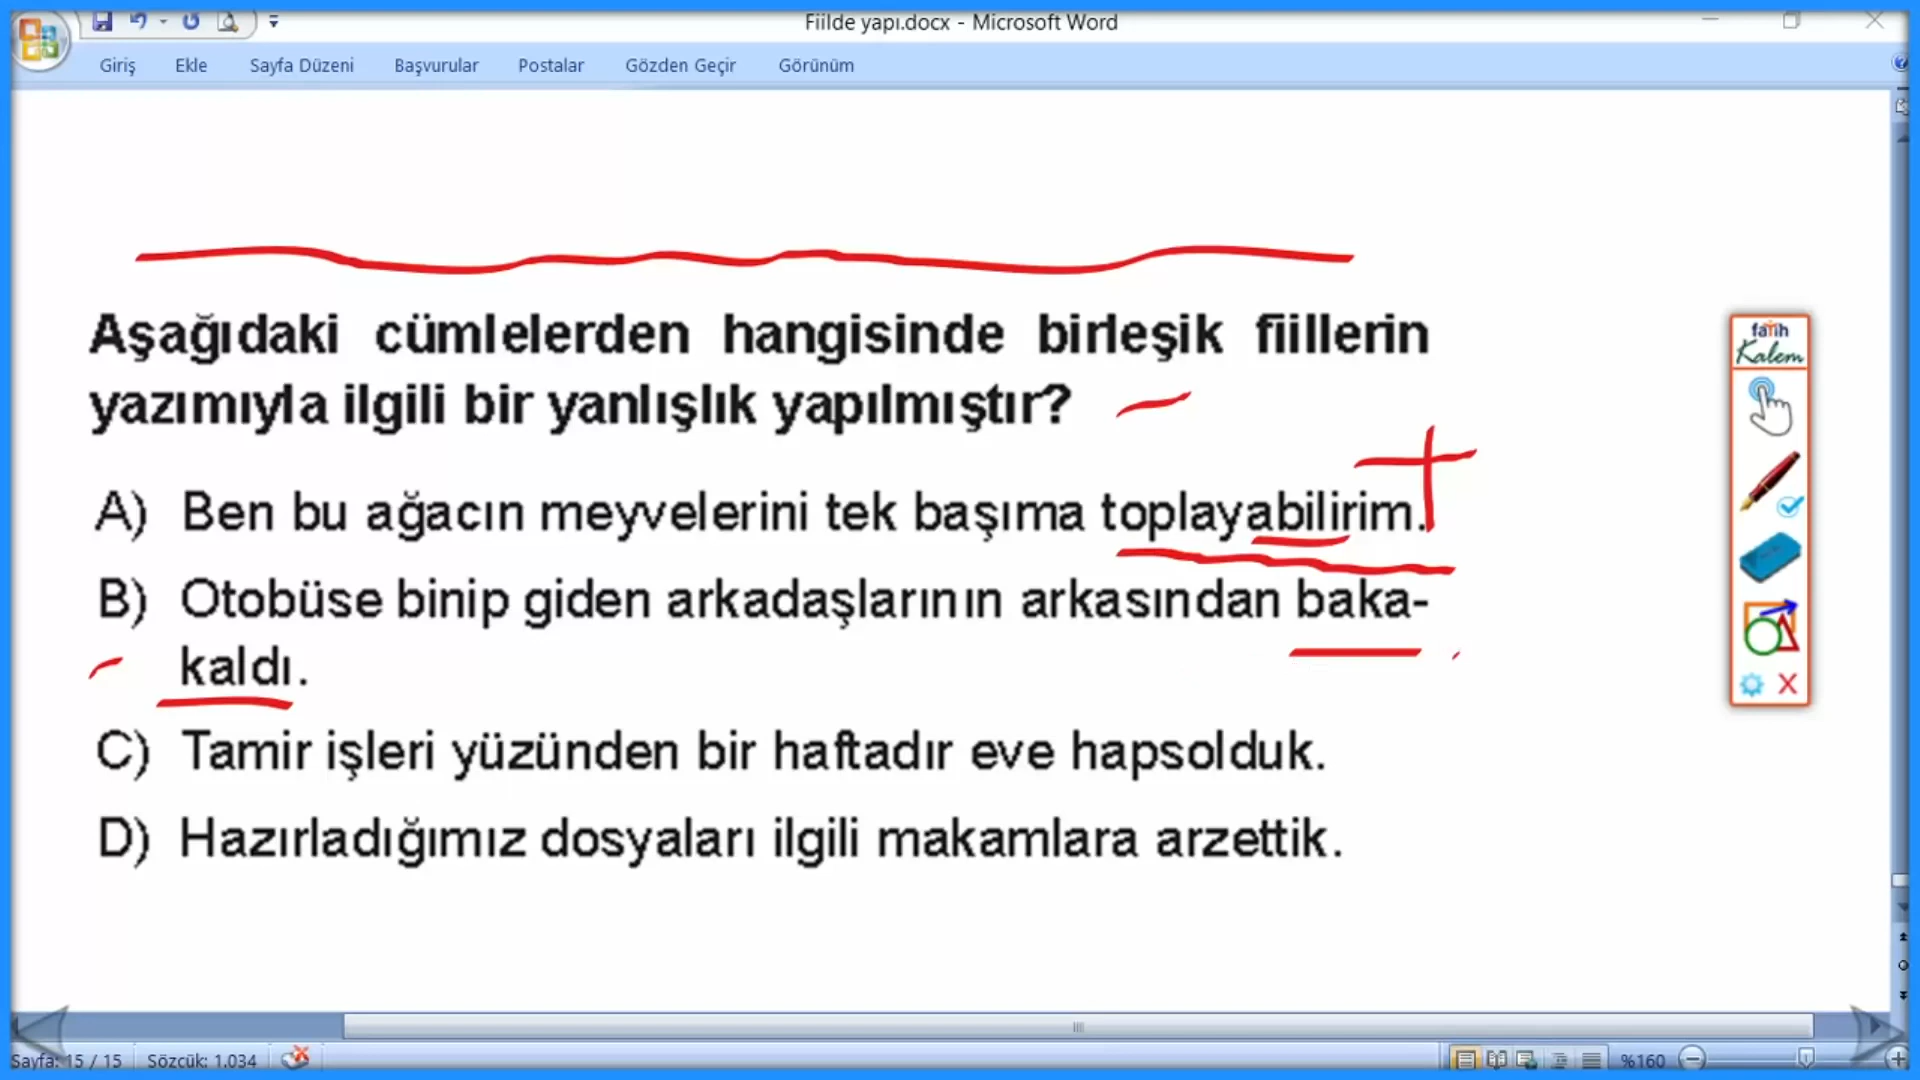 Fiilde yapı.docx - Microsoft Word
Giriş Ekle Sayfa Düzeni Başvurular Postalar Gözden Geçir Görünüm
Aşağıdaki cümlelerden hangisinde birleşik fiillerin
yazımıyla ilgili bir yanlışlık yapılmıştır?
A) Ben bu ağacın meyvelerini tek başıma toplayabilirim.
B) Otobüse binip giden arkadaşlarının arkasından baka-
kaldı.
C) Tamir işleri yüzünden bir haftadır eve hapsolduk.
D) Hazırladığımız dosyaları ilgili makamlara arzettik.
fatih
Kalem
Sayfa: 15 / 15 Sözcük: 1.034 %160